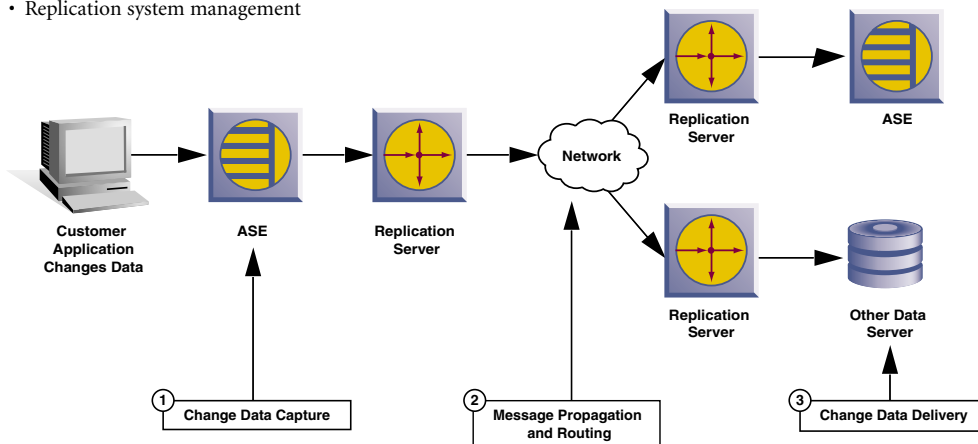 • Replication system management
Replication
Server
ASE
Network
Customer
Application
Changes Data
ASE
Replication
Server
Replication
Server
Other Data
Server
1
Change Data Capture
2
Message Propagation
and Routing
3
Change Data Delivery